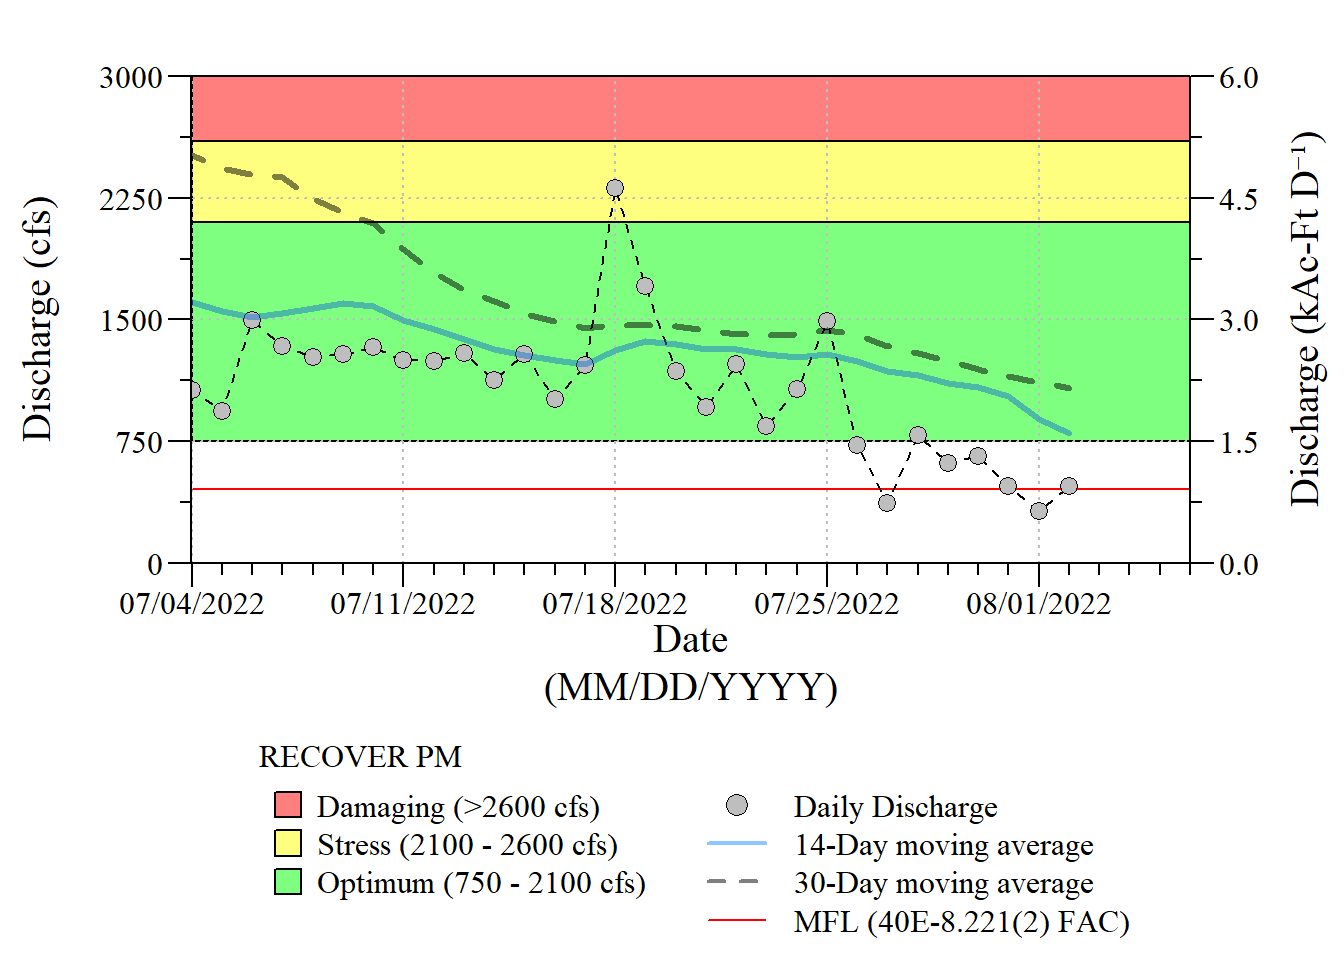 3000
2250
1500
750
0
Discharge (cfs)
6.0
4.5
3.0
1.5
0.0
Discharge (kAc-Ft D⁻¹)
07/04/2022 07/11/2022 07/18/2022 07/25/2022 08/01/2022
Date
(MM/DD/YYYY)
RECOVER PM
Damaging (>2600 cfs)
Stress (2100 - 2600 cfs)
Optimum (750 - 2100 cfs)
Daily Discharge
14-Day moving average
30-Day moving average
MFL (40E-8.221(2) FAC)